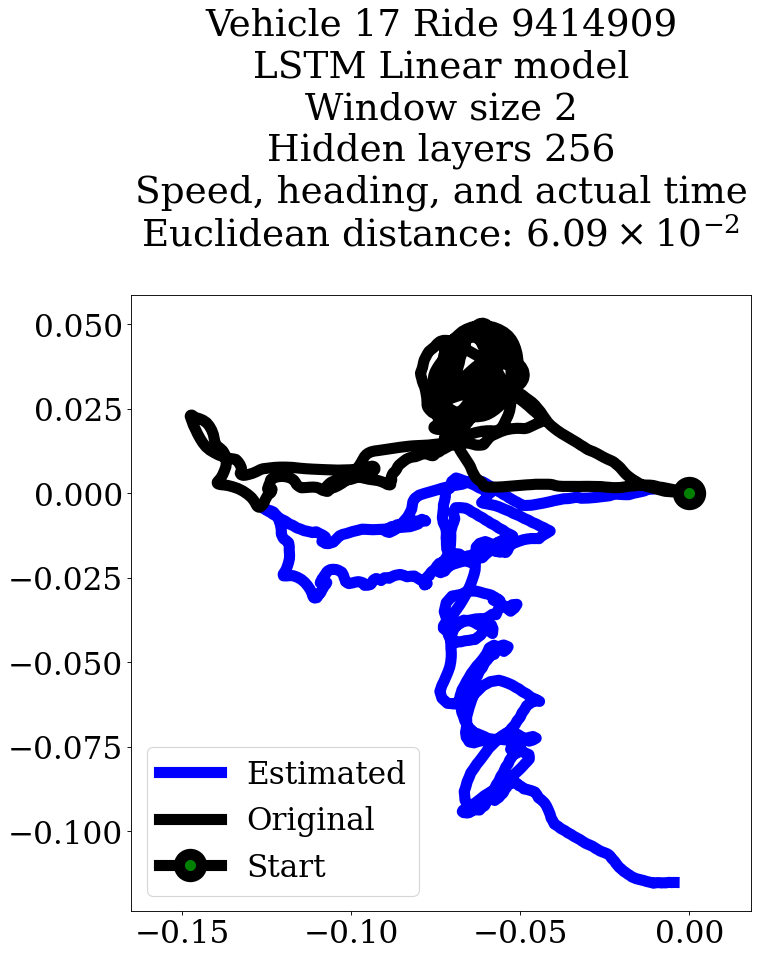 Vehicle 17 Ride 9414909
LSTM Linear model
Window size 2
Hidden layers 256
Speed, heading, and actual time
Euclidean distance: 6.09 × 10⁻²
0.050
0.025
0.000
−0.025
−0.050
−0.075
−0.100
Estimated
Original
Start
−0.15
−0.10
−0.05
0.00